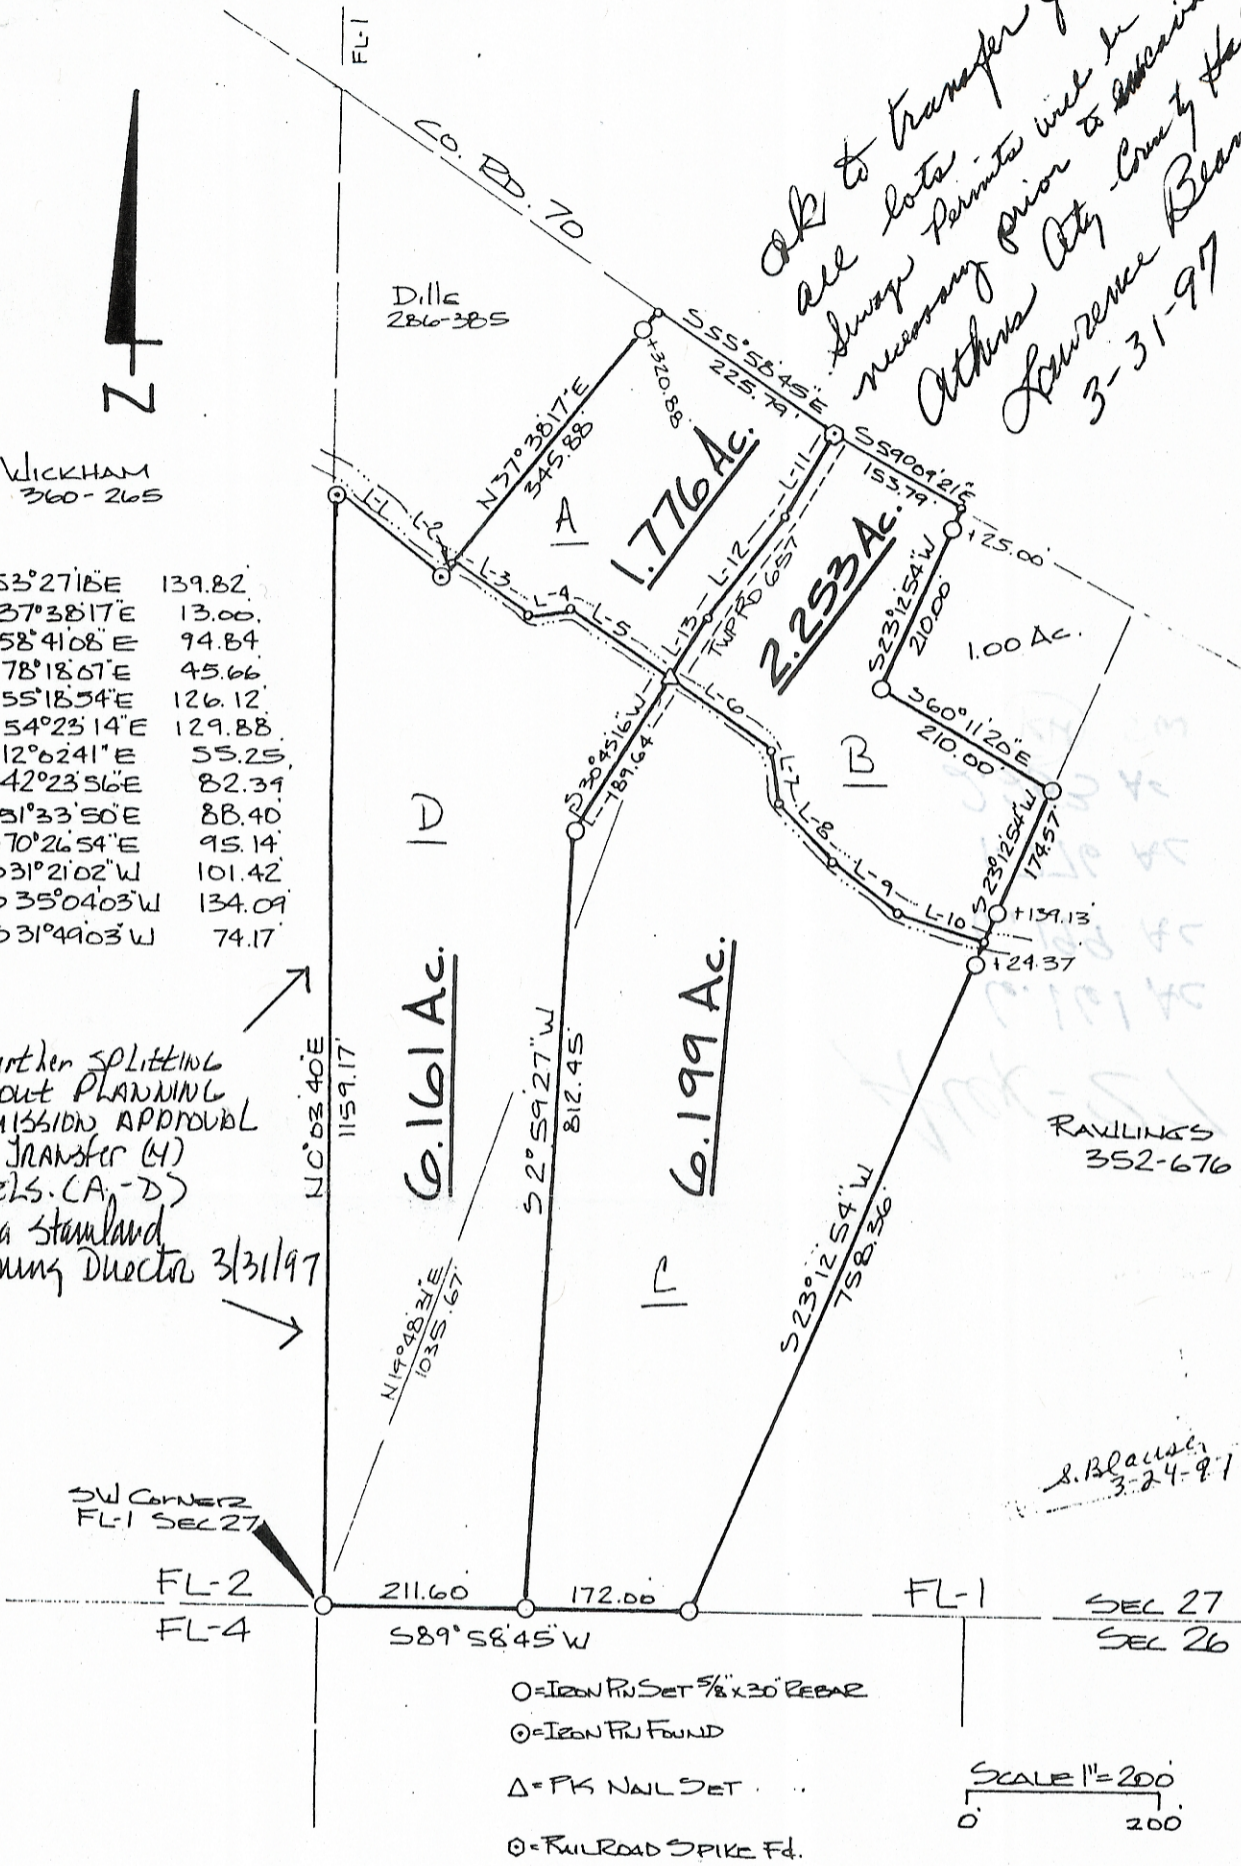 FL-1
CO. RD. 70
ok to transfer
all lots.
Sewage Permits will be
necessary prior to
Athens City-County
Lawrence
3-31-97
Dills
286-385
S55°58'45"E
225.79'
+320.88'
N37°38'17"E
345.88'
A
1.776 Ac.
L-11
L-12
L-13
TWP RD 657
S59°09'21"E
153.79'
+25.00'
2.253 Ac.
S23°12'54"W
210.00'
1.00 Ac.
S60°11'20"E
210.00'
B
S23°12'54"W
174.57'
+139.13'
+24.37
N
WICKHAM
360-265
L-1
L-2
L-3
L-4
L-5
L-6
L-7
L-8
L-9
L-10
53°27'18"E 139.82'
37°38'17"E 13.00'
58°41'08"E 94.84
78°18'07"E 45.66
55°18'54"E 126.12'
54°23'14"E 129.88'
12°02'41"E 55.25'
42°23'56"E 82.39
51°33'50"E 88.40'
70°26'54"E 95.14'
31°21'02"W 101.42'
35°04'03"W 134.09'
31°49'03"W 74.17'
S30°45'16"W
189.64
D
6.161 Ac.
N0°03'40"E
1159.17'
S2°59'27"W
812.45'
6.199 Ac.
C
N19°48'31"E
1035.67'
S23°12'54"W
758.36'
RAWLINGS
352-676
SPLITTING
PLANNING
APPROVAL
TRANSfer (4)
(A-D)
Director 3/31/97
3-24-97
SW CORNER
FL-1 SEC 27
FL-2
FL-4
211.60'
172.00'
S89°58'45"W
FL-1
SEC 27
SEC 26
O=IRON PIN SET 5/8"x30" REBAR
⊙=IRON PIN FOUND
Δ=PK NAIL SET
⊙=RAILROAD SPIKE Fd.
SCALE 1"=200'
0'
200'